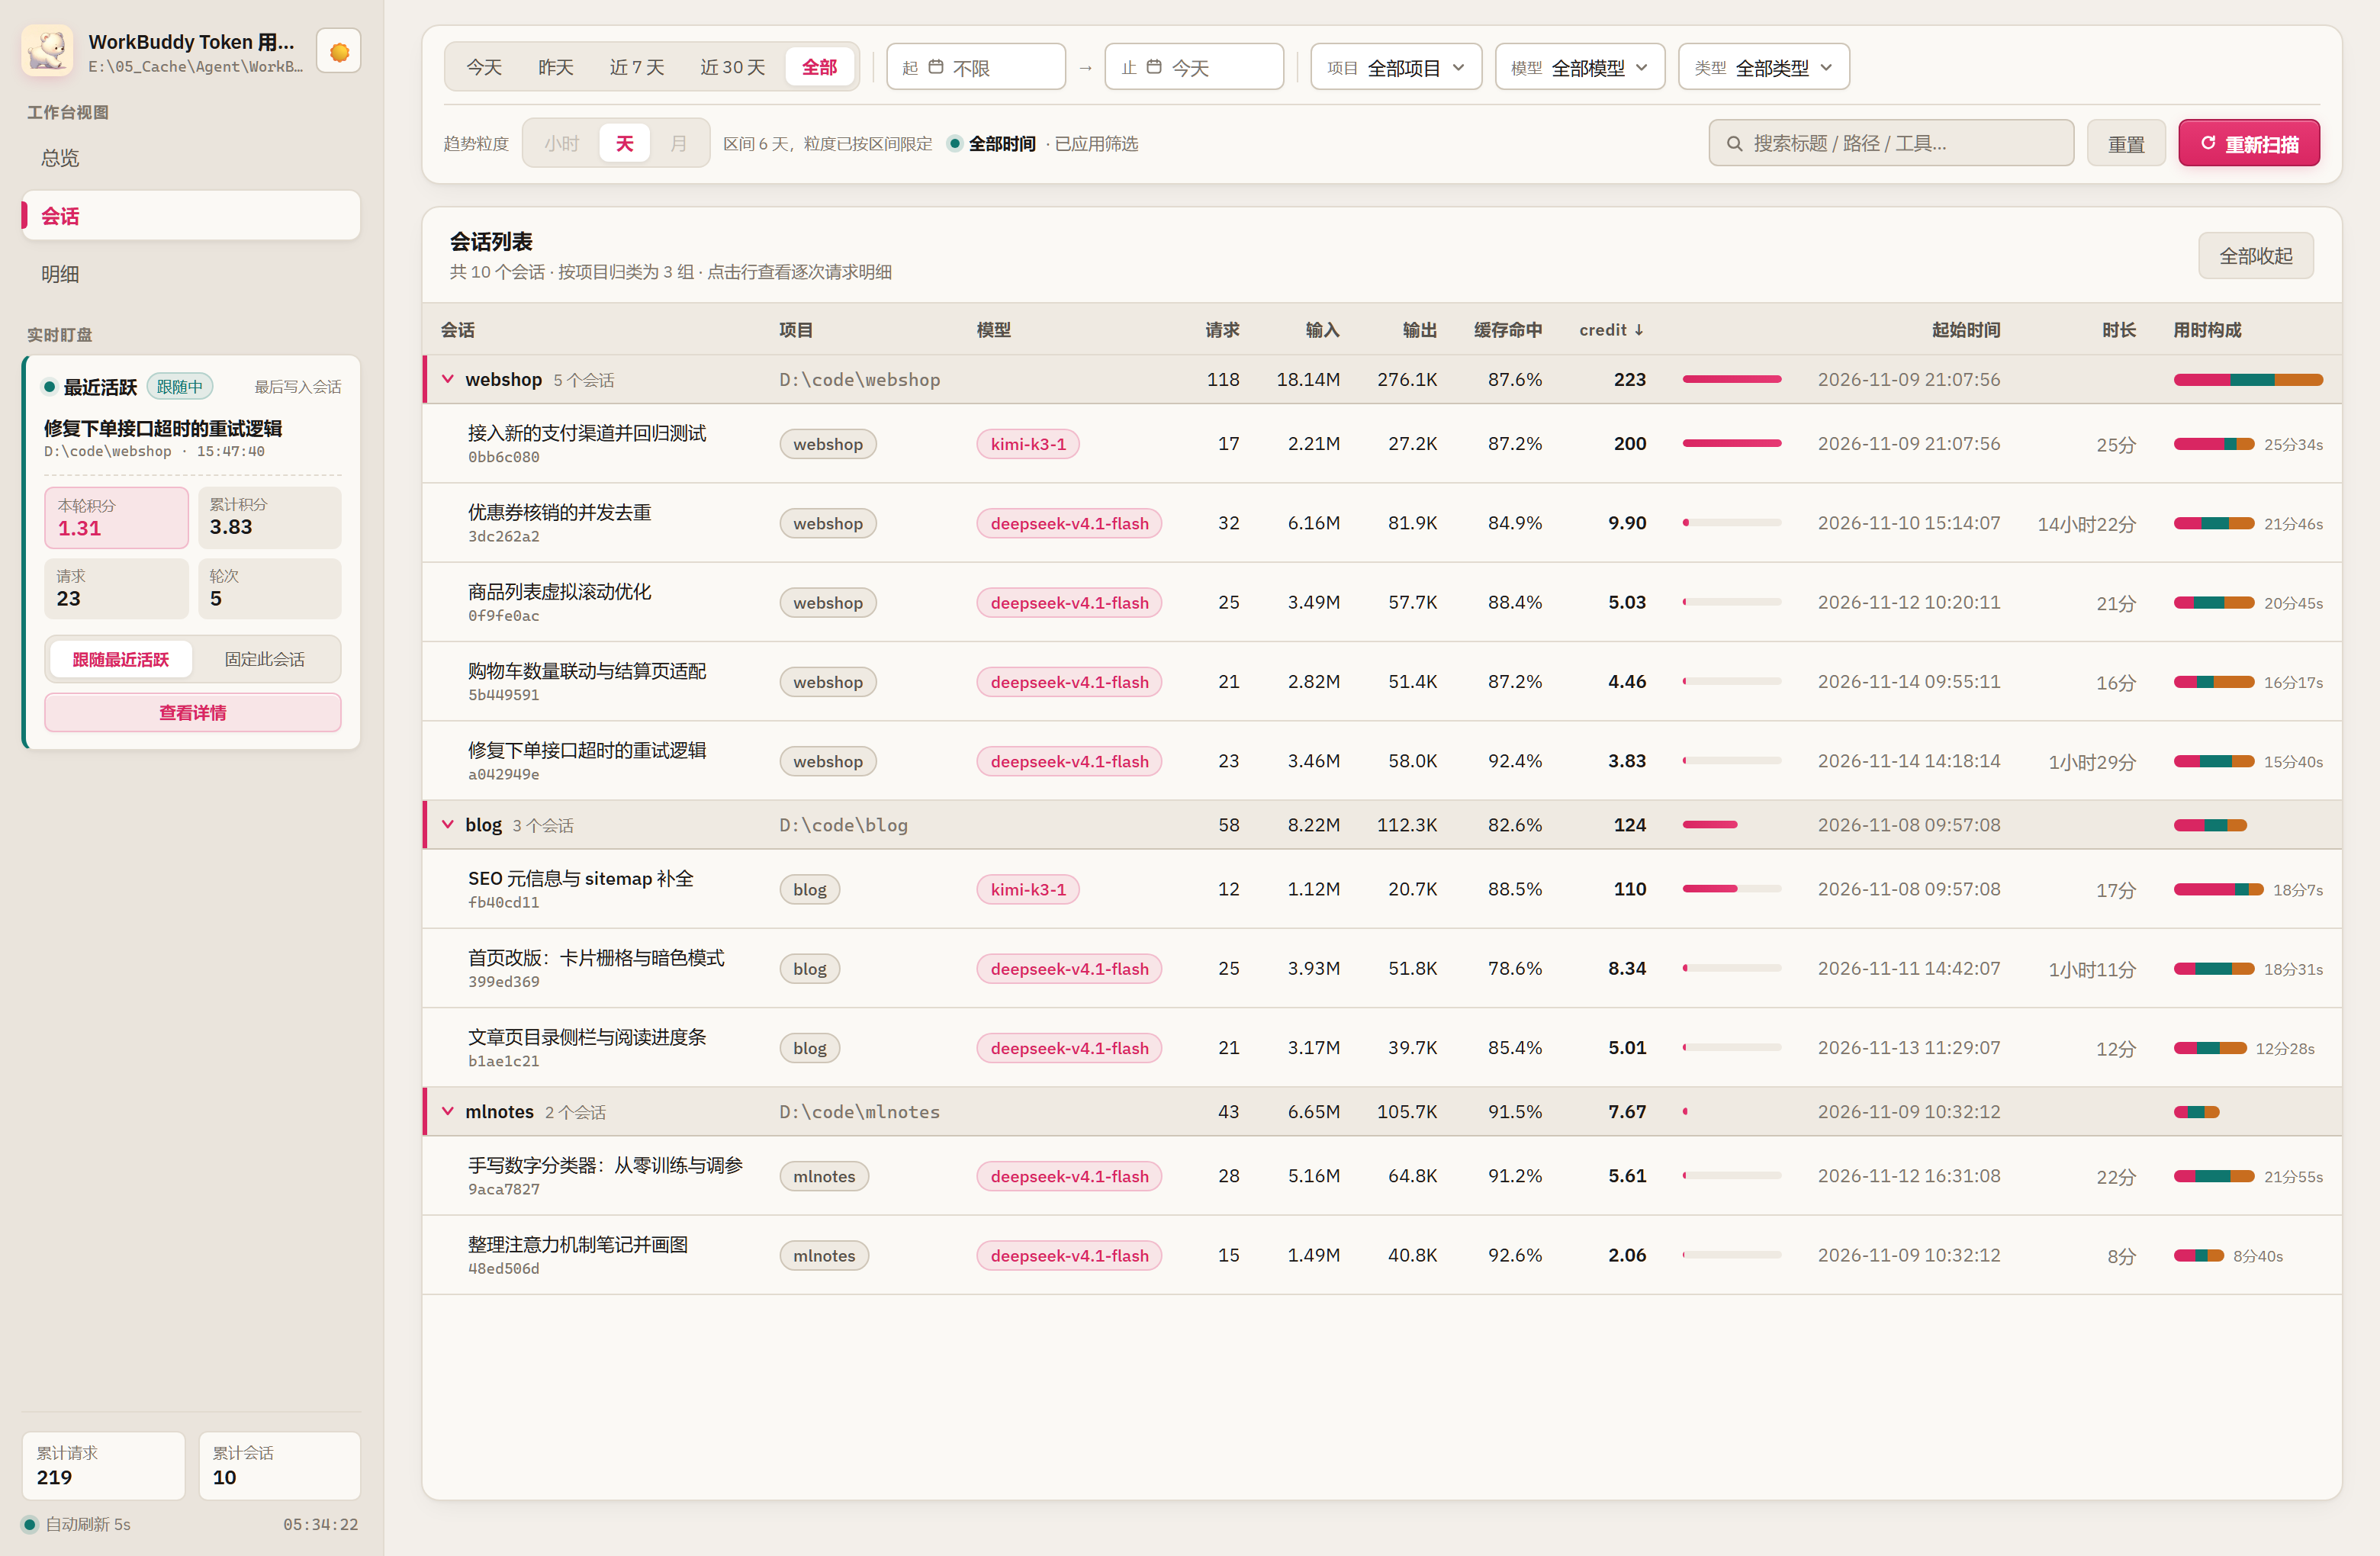 WorkBuddy Token 用…
E:\05_Cache\Agent\WorkB…
工作台视图
总览
会话
明细
实时盯盘
最近活跃 跟随中 最后写入会话
修复下单接口超时的重试逻辑
D:\code\webshop · 15:47:40
本轮积分 累计积分
1.31 3.83
请求 轮次
23 5
跟随最近活跃 固定此会话
查看详情
累计请求 累计会话
219 10
自动刷新 5s 05:34:22
今天 昨天 近 7 天 近 30 天 全部 起 不限 → 止 今天 项目 全部项目 模型 全部模型 类型 全部类型
趋势粒度 小时 天 月 区间 6 天，粒度已按区间限定 全部时间 · 已应用筛选 搜索标题 / 路径 / 工具… 重置 重新扫描
会话列表
共 10 个会话 · 按项目归类为 3 组 · 点击行查看逐次请求明细
全部收起
会话 项目 模型 请求 输入 输出 缓存命中 credit ↓ 起始时间 时长 用时构成
webshop 5 个会话 D:\code\webshop 118 18.14M 276.1K 87.6% 223 2026-11-09 21:07:56
接入新的支付渠道并回归测试 webshop kimi-k3-1 17 2.21M 27.2K 87.2% 200 2026-11-09 21:07:56 25分 25分34s
0bb6c080
优惠券核销的并发去重 webshop deepseek-v4.1-flash 32 6.16M 81.9K 84.9% 9.90 2026-11-10 15:14:07 14小时22分 21分46s
3dc262a2
商品列表虚拟滚动优化 webshop deepseek-v4.1-flash 25 3.49M 57.7K 88.4% 5.03 2026-11-12 10:20:11 21分 20分45s
0f9fe0ac
购物车数量联动与结算页适配 webshop deepseek-v4.1-flash 21 2.82M 51.4K 87.2% 4.46 2026-11-14 09:55:11 16分 16分17s
5b449591
修复下单接口超时的重试逻辑 webshop deepseek-v4.1-flash 23 3.46M 58.0K 92.4% 3.83 2026-11-14 14:18:14 1小时29分 15分40s
a042949e
blog 3 个会话 D:\code\blog 58 8.22M 112.3K 82.6% 124 2026-11-08 09:57:08
SEO 元信息与 sitemap 补全 blog kimi-k3-1 12 1.12M 20.7K 88.5% 110 2026-11-08 09:57:08 17分 18分7s
fb40cd11
首页改版：卡片栅格与暗色模式 blog deepseek-v4.1-flash 25 3.93M 51.8K 78.6% 8.34 2026-11-11 14:42:07 1小时11分 18分31s
399ed369
文章页目录侧栏与阅读进度条 blog deepseek-v4.1-flash 21 3.17M 39.7K 85.4% 5.01 2026-11-13 11:29:07 12分 12分28s
b1ae1c21
mlnotes 2 个会话 D:\code\mlnotes 43 6.65M 105.7K 91.5% 7.67 2026-11-09 10:32:12
手写数字分类器：从零训练与调参 mlnotes deepseek-v4.1-flash 28 5.16M 64.8K 91.2% 5.61 2026-11-12 16:31:08 22分 21分55s
9aca7827
整理注意力机制笔记并画图 mlnotes deepseek-v4.1-flash 15 1.49M 40.8K 92.6% 2.06 2026-11-09 10:32:12 8分 8分40s
48ed506d